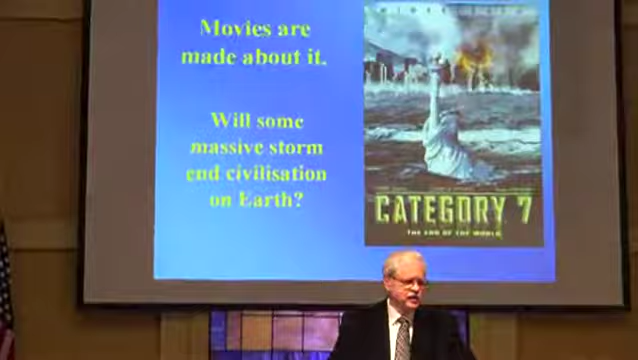 Movies are
made about it.
Will some
massive storm
end civilisation
on Earth?
CATEGORY 7
THE END OF THE WORLD